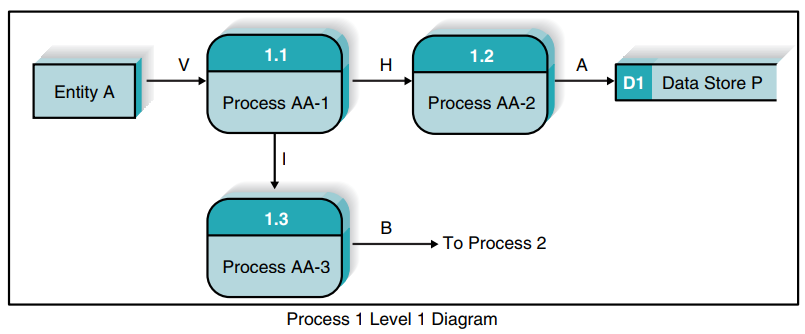 1.1
1.2
V
H
A
Entity A
D1 Data Store P
Process AA-1
Process AA-2
I
1.3
B
To Process 2
Process AA-3
Process 1 Level 1 Diagram